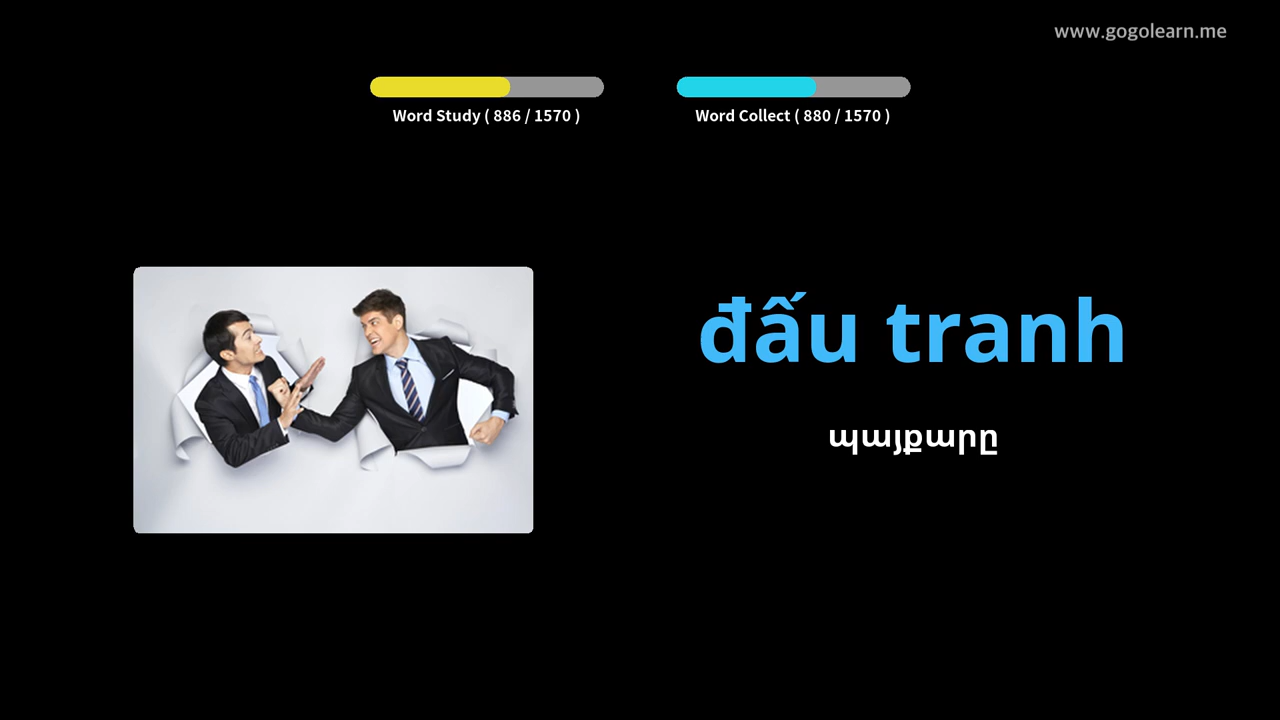 www.gogolearn.me
Word Study ( 886 / 1570 )
Word Collect ( 880 / 1570 )
đấu tranh
պայքարը